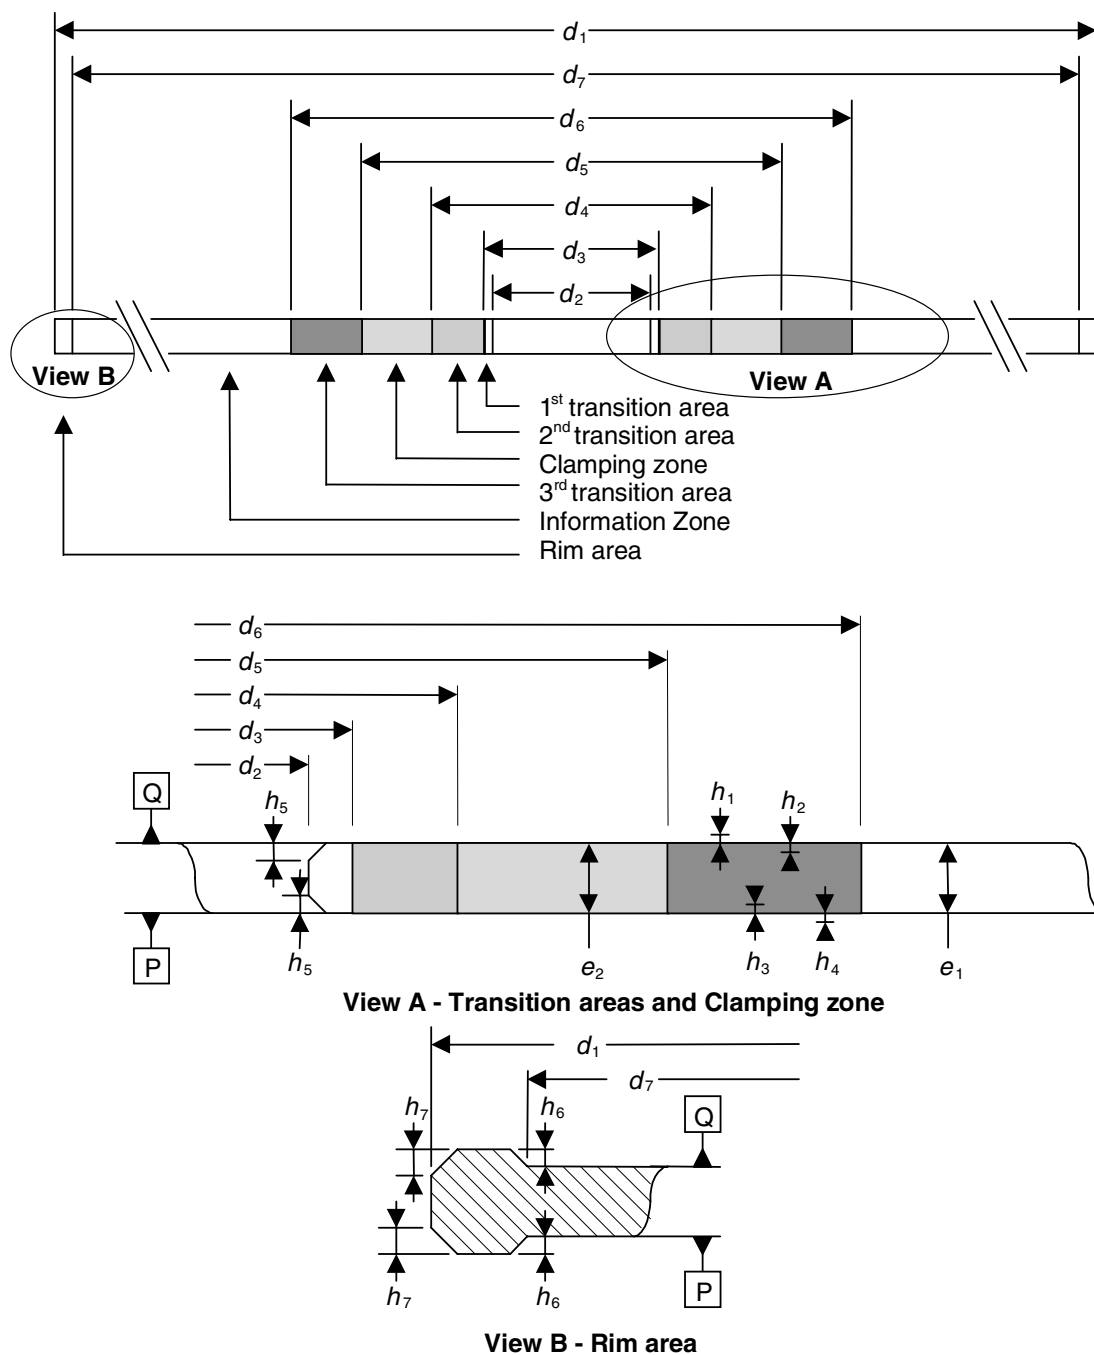 d1
d7
d6
d5
d4
d3
d2
View B
View A
1st transition area
2nd transition area
Clamping zone
3rd transition area
Information Zone
Rim area
d6
d5
d4
d3
d2
Q
h5
h1
h2
P
h5
e2
h3
h4
e1
View A - Transition areas and Clamping zone
d1
d7
h7
h6
Q
h7
h6
P
View B - Rim area